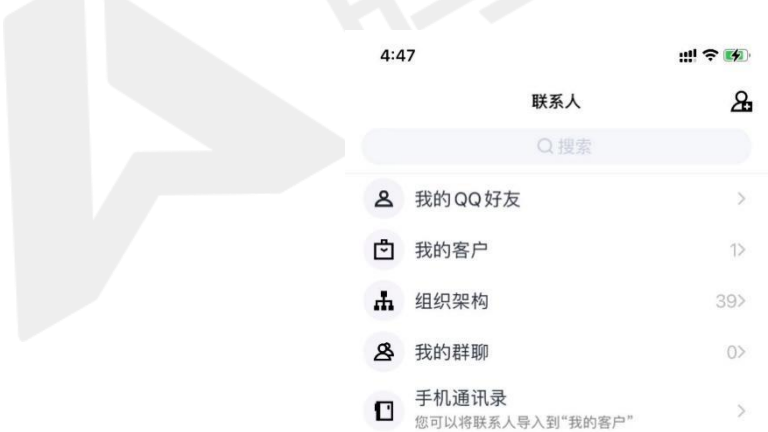 4:47
联系人
搜索
我的QQ好友
我的客户
1
组织架构
39
我的群聊
0
手机通讯录
您可以将联系人导入到“我的客户”